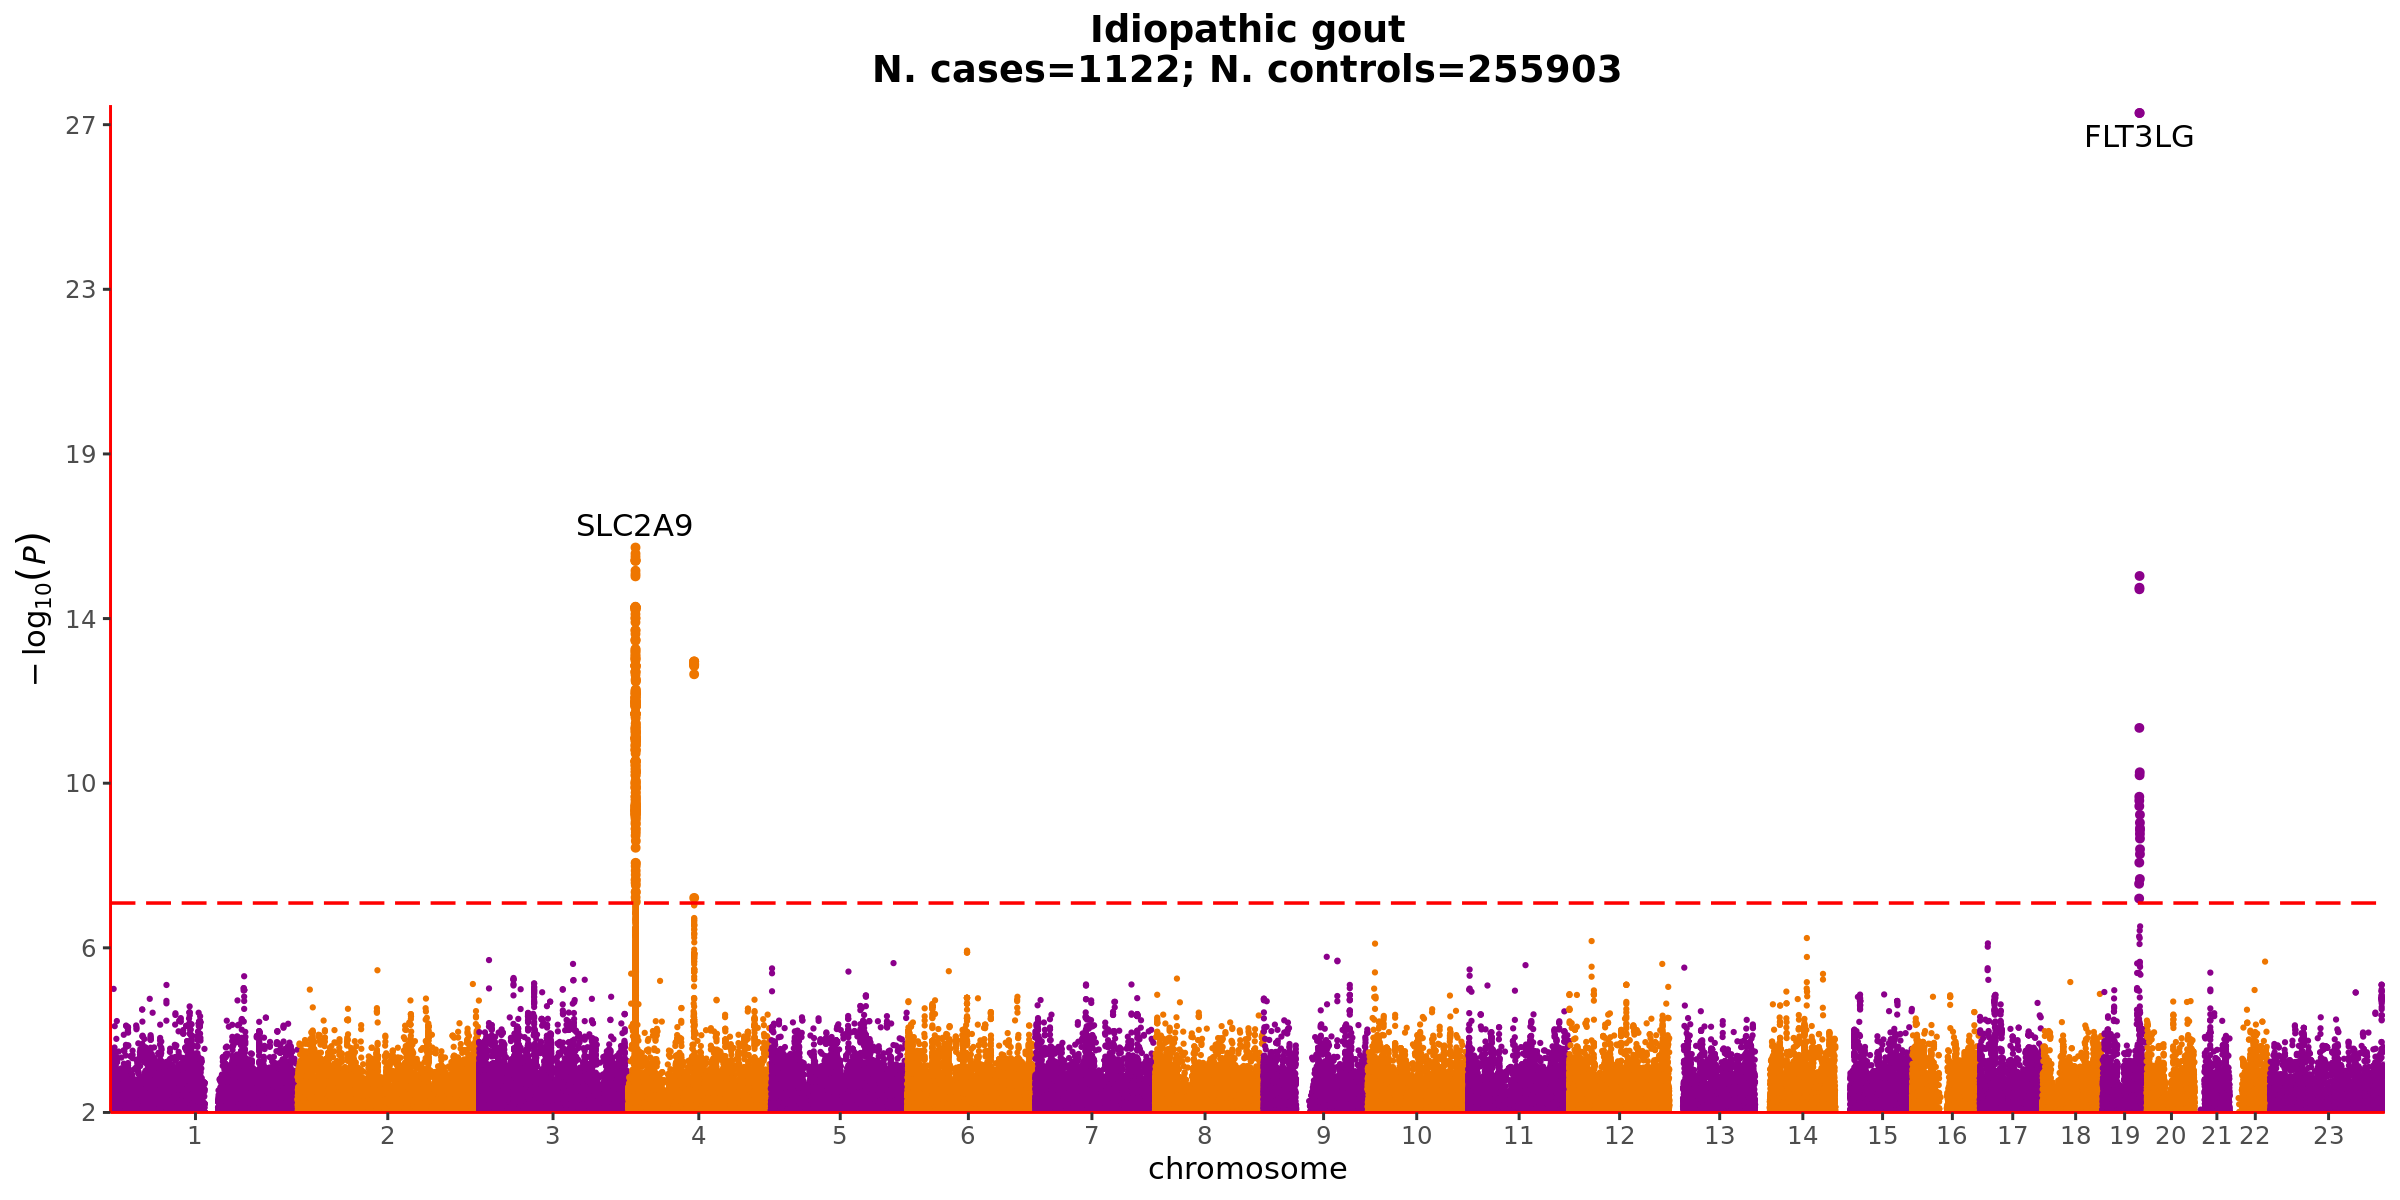 Idiopathic gout
N. cases=1122; N. controls=255903
27
FLT3LG
23
19
SLC2A9
− log10(P)
14
10
6
2
1 2 3 4 5 6 7 8 9 10 11 12 13 14 15 16 17 18 19 20 21 22 23
chromosome